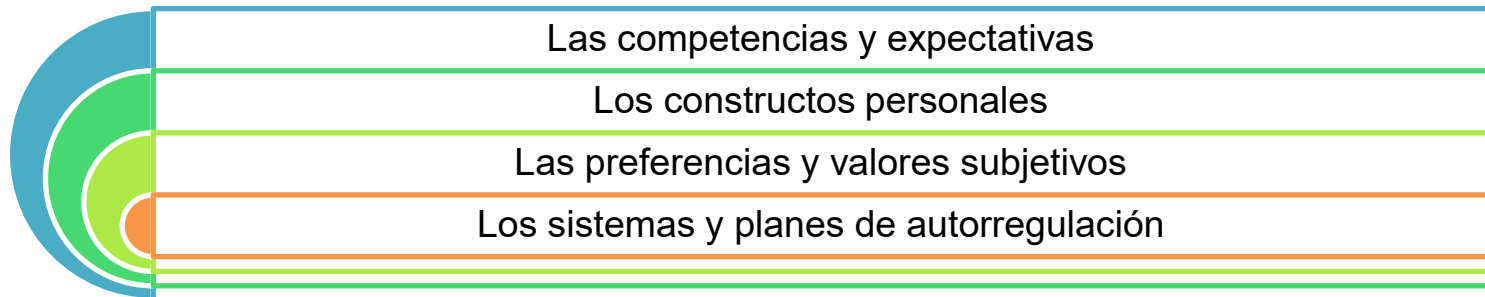 Las competencias y expectativas
Los constructos personales
Las preferencias y valores subjetivos
Los sistemas y planes de autorregulación